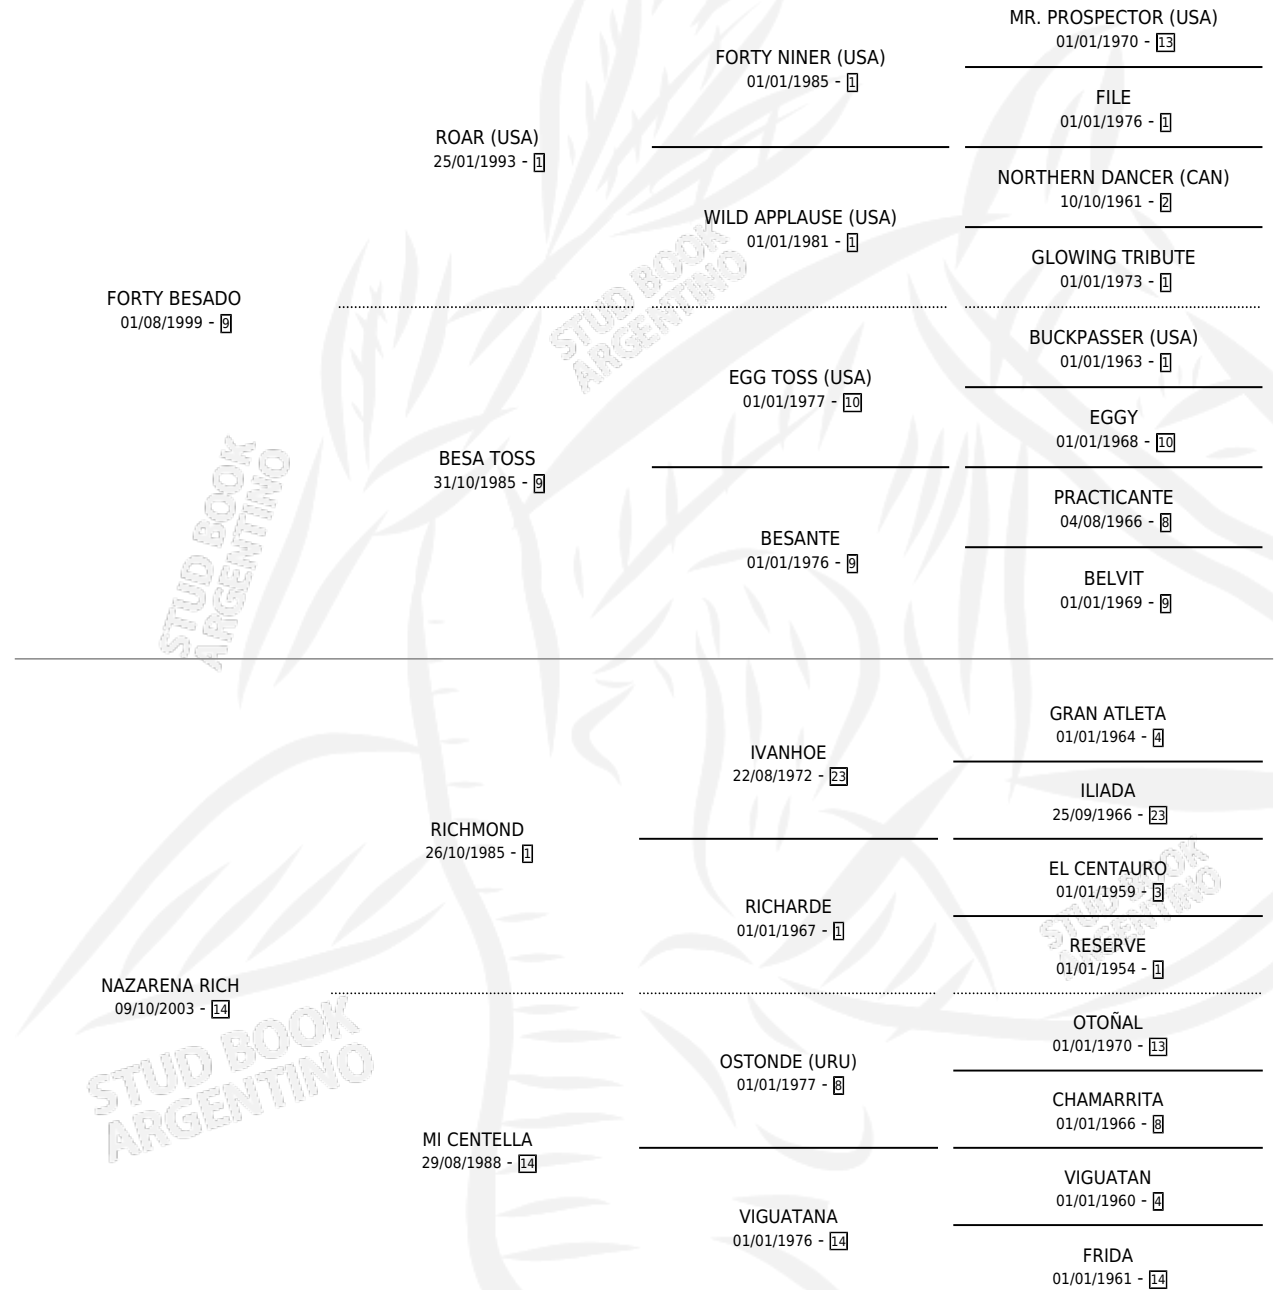 MR. PROSPECTOR (USA)
01/01/1970 - 13
FORTY NINER (USA)
01/01/1985 - 1
FILE
01/01/1976 - 1
ROAR (USA)
25/01/1993 - 1
NORTHERN DANCER (CAN)
10/10/1961 - 2
WILD APPLAUSE (USA)
01/01/1981 - 1
GLOWING TRIBUTE
01/01/1973 - 1
FORTY BESADO
01/08/1999 - 9
BUCKPASSER (USA)
01/01/1963 - 1
EGG TOSS (USA)
01/01/1977 - 10
EGGY
01/01/1968 - 10
BESA TOSS
31/10/1985 - 9
PRACTICANTE
04/08/1966 - 8
BESANTE
01/01/1976 - 9
BELVIT
01/01/1969 - 9
GRAN ATLETA
01/01/1964 - 4
IVANHOE
22/08/1972 - 23
ILIADA
25/09/1966 - 23
RICHMOND
26/10/1985 - 1
EL CENTAURO
01/01/1959 - 3
RICHARDE
01/01/1967 - 1
RESERVE
01/01/1954 - 1
NAZARENA RICH
09/10/2003 - 14
OTOÑAL
01/01/1970 - 13
OSTONDE (URU)
01/01/1977 - 8
CHAMARRITA
01/01/1966 - 8
MI CENTELLA
29/08/1988 - 14
VIGUATAN
01/01/1960 - 4
VIGUATANA
01/01/1976 - 14
FRIDA
01/01/1961 - 14
STUD BOOK
ARGENTINO
STUD BOOK
ARGENTINO
STUD BOOK
ARGENTINO
STUD BOOK
ARGENTINO